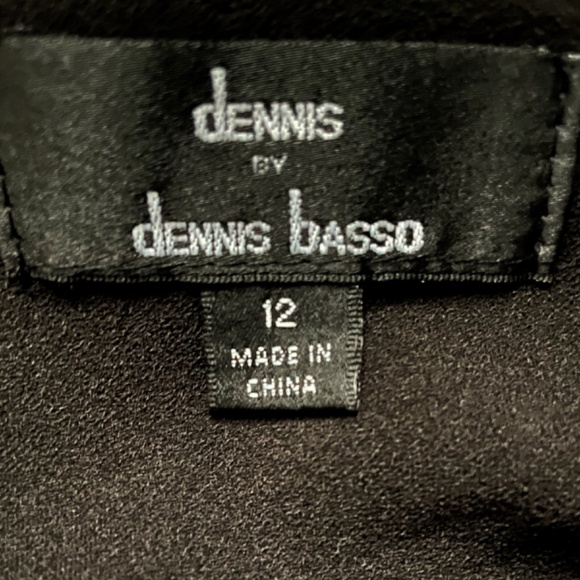 dENNIS
BY
dENNIS bASSO
12
MADE IN
CHINA